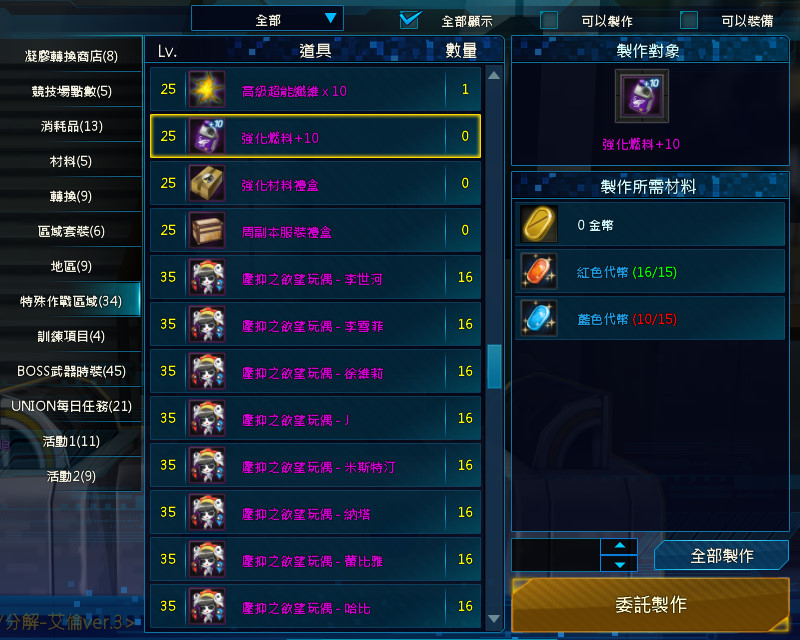 全部
全部顯示
可以製作
可以裝備
凝膠轉換商店(8)
競技場點數(5)
消耗品(13)
材料(5)
轉換(9)
區域套裝(6)
地區(9)
特殊作戰區域(34)
訓練項目(4)
BOSS武器時裝(45)
UNION每日任務(21)
活動1(11)
活動2(9)
/分解-艾倫ver.3>
Lv. 道具 數量
25 高級超能纖維 x 10 1
25 +10 強化燃料+10 0
25 強化材料禮盒 0
25 周副本服裝禮盒 0
35 壓抑之欲望玩偶 - 李世河 16
35 壓抑之欲望玩偶 - 李雪菲 16
35 壓抑之欲望玩偶 - 徐維莉 16
35 壓抑之欲望玩偶 - J 16
35 壓抑之欲望玩偶 - 米斯特汀 16
35 壓抑之欲望玩偶 - 納塔 16
35 壓抑之欲望玩偶 - 蕾比雅 16
35 壓抑之欲望玩偶 - 哈比 16
製作對象
+10
強化燃料+10
製作所需材料
0 金幣
紅色代幣 (16/15)
藍色代幣 (10/15)
全部製作
委託製作